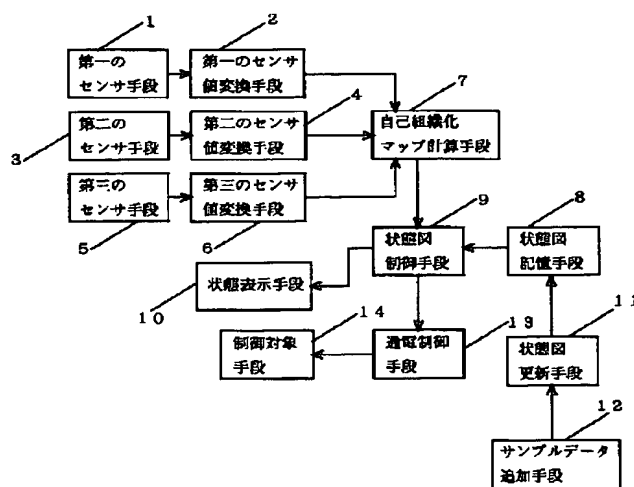 1
2
第一の
センサ手段
第一のセンサ
値変換手段
7
4
自己組織化
マップ計算手段
3
第二の
センサ手段
第二のセンサ
値変換手段
第三の
センサ手段
第三のセンサ
値変換手段
5
6
9
8
状態図
制御手段
状態図
記憶手段
状態表示手段
10
14
13
11
制御対象
手段
通電制御
手段
状態図
更新手段
12
サンプルデータ
追加手段